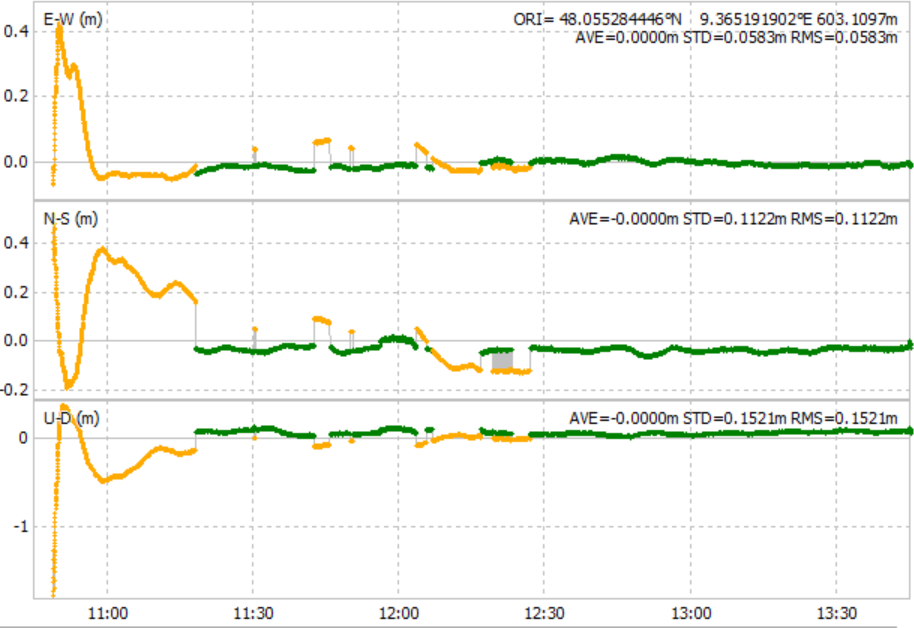 E-W (m) ORI= 48.055284446°N 9.365191902°E 603.1097m
AVE=0.0000m STD=0.0583m RMS=0.0583m
0.4
0.2
0.0
N-S (m) AVE=-0.0000m STD=0.1122m RMS=0.1122m
0.4
0.2
0.0
-0.2
U-D (m) AVE=-0.0000m STD=0.1521m RMS=0.1521m
0
-1
11:00 11:30 12:00 12:30 13:00 13:30